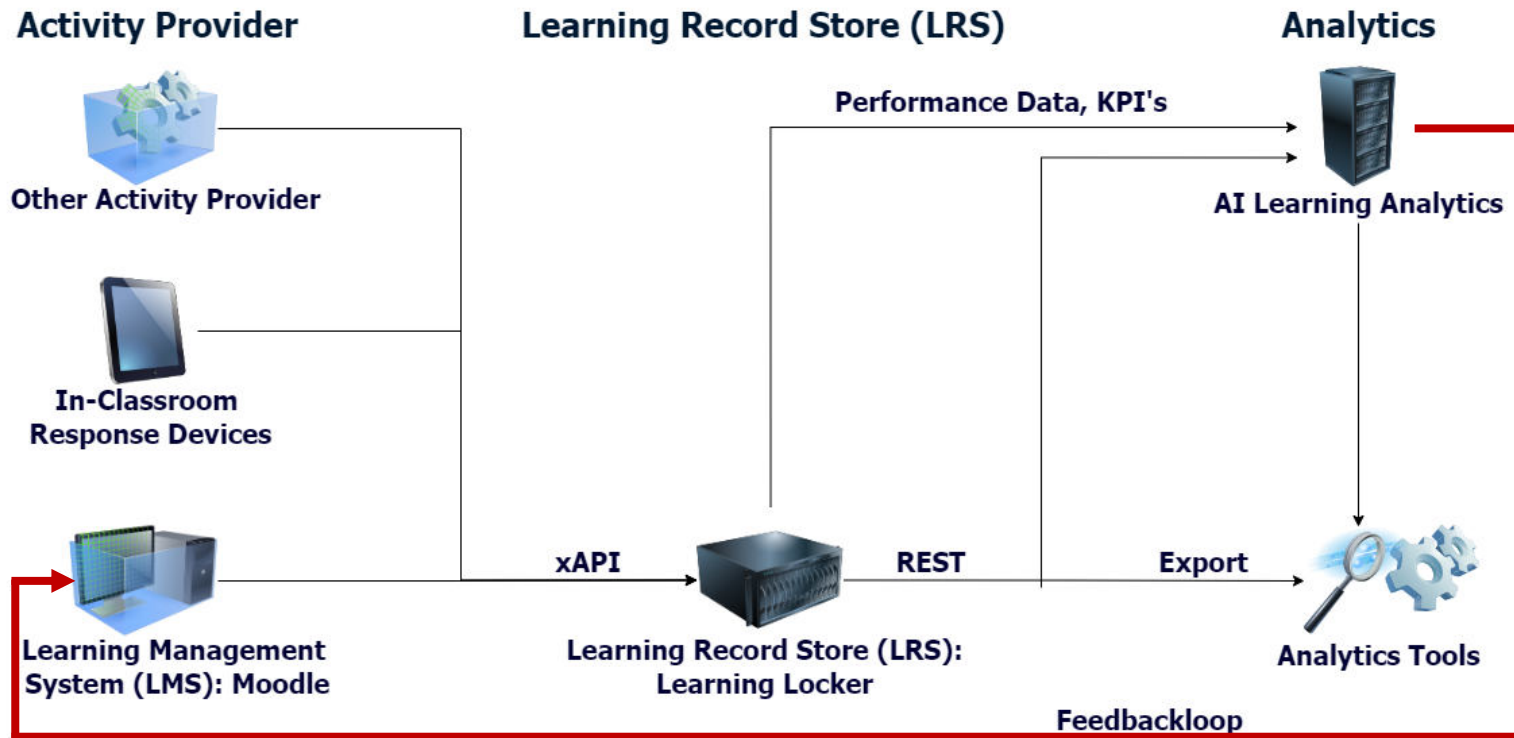 Activity Provider
Learning Record Store (LRS)
Analytics
Performance Data, KPI's
Other Activity Provider
AI Learning Analytics
In-Classroom
Response Devices
xAPI
REST
Export
Learning Management
System (LMS): Moodle
Learning Record Store (LRS):
Learning Locker
Analytics Tools
Feedbackloop